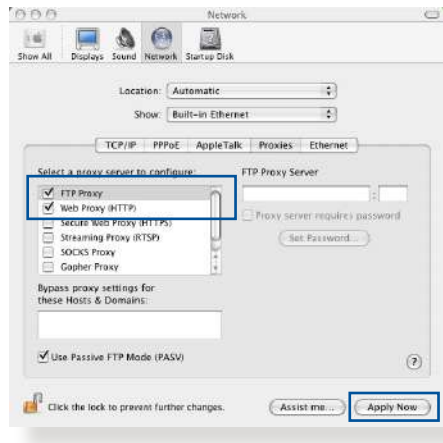 Network
Show All Displays Sound Network Startup Disk
Location: Automatic
Show: Built-in Ethernet
TCP/IP PPPoE AppleTalk Proxies Ethernet
Select a proxy server to configure: FTP Proxy Server
FTP Proxy
:
Web Proxy (HTTP)
Proxy server requires password
Secure Web Proxy (HTTPS)
Streaming Proxy (RTSP)
Set Password...
SOCKS Proxy
Gopher Proxy
Bypass proxy settings for
these Hosts & Domains:
Use Passive FTP Mode (PASV)
?
Click the lock to prevent further changes.
Assist me...
Apply Now